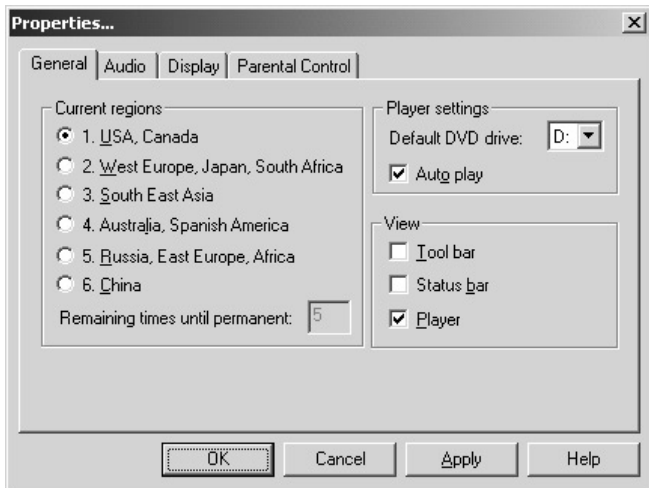 Properties...
General Audio Display Parental Control
Current regions
1. USA, Canada
2. West Europe, Japan, South Africa
3. South East Asia
4. Australia, Spanish America
5. Russia, East Europe, Africa
6. China
Remaining times until permanent: 5
Player settings
Default DVD drive: D:
Auto play
View
Tool bar
Status bar
Player
OK Cancel Apply Help